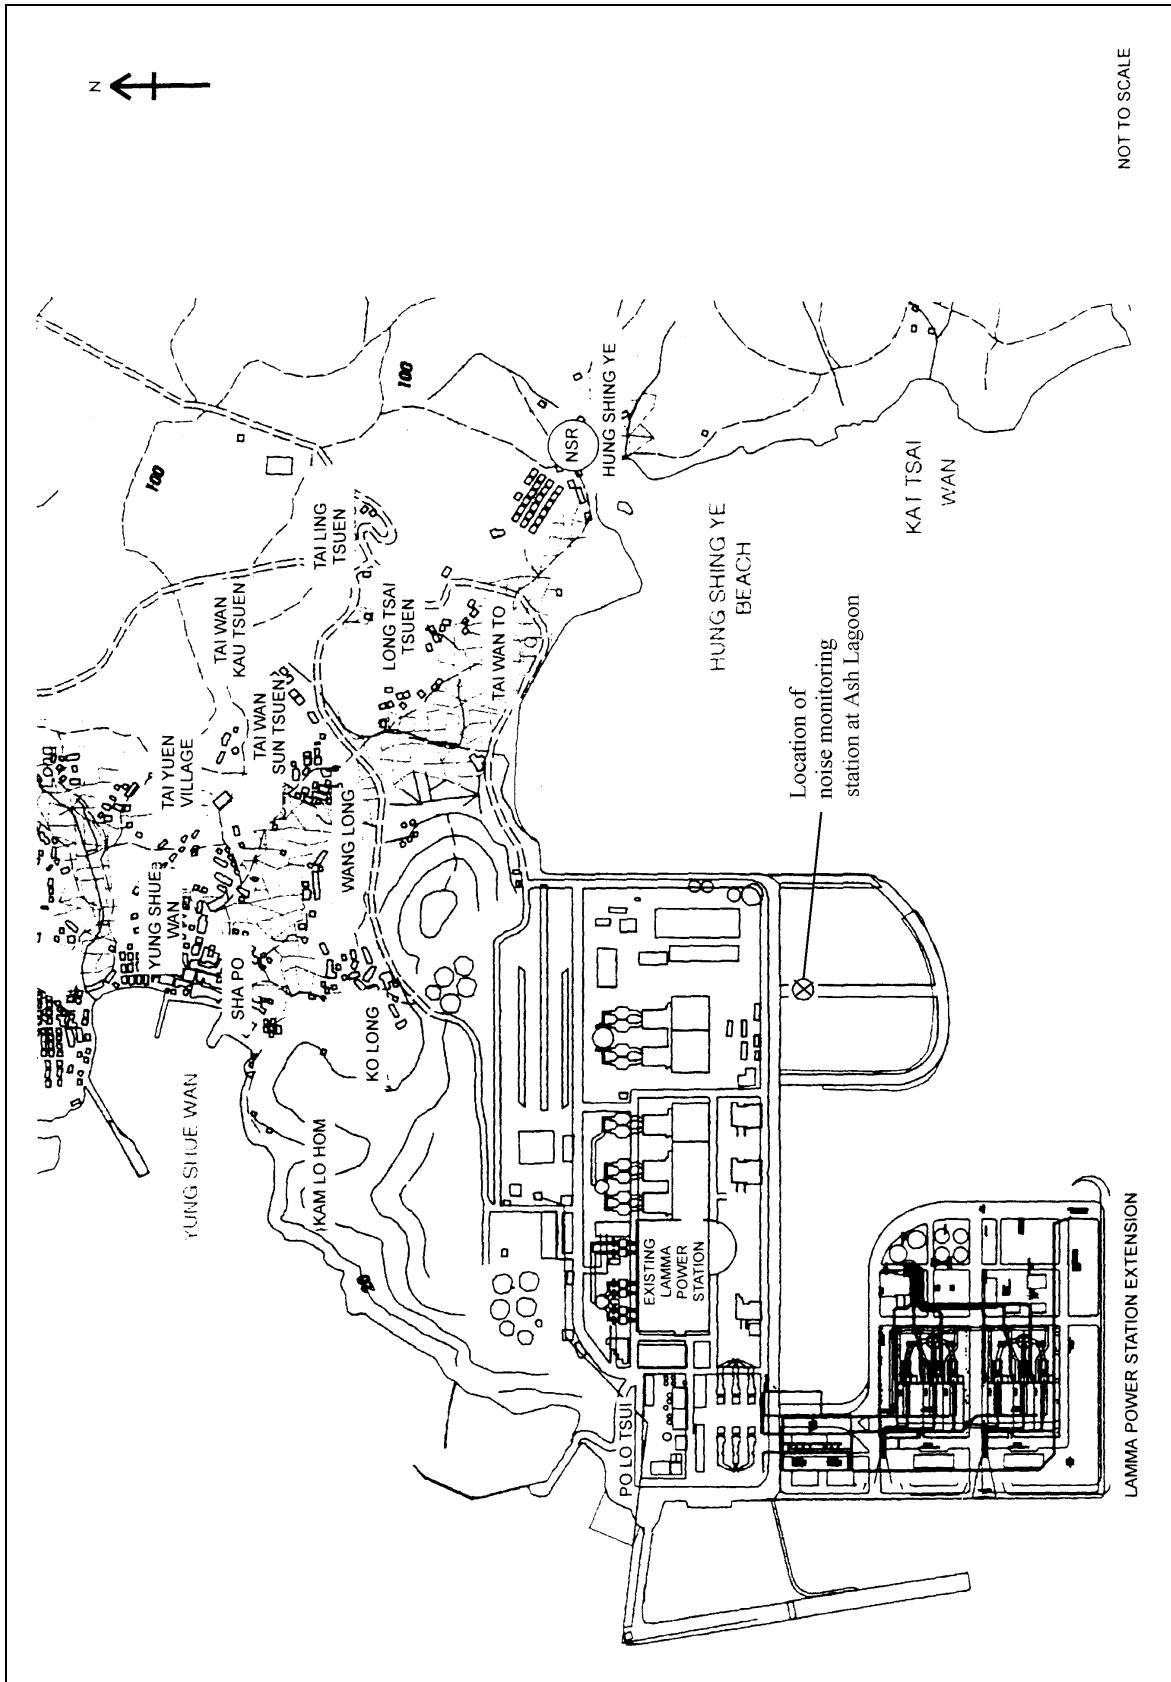 N
YUNG SHUE WAN
YUNG SHUE
WAN
TAI YUEN
VILLAGE
SHA PO
TAI WAN
KAU TSUEN
TAI WAN
SUN TSUEN
100
KAM LO HOM
KO LONG
WANG LONG
TAI LING
TSUEN
LONG TSAI
TSUEN
100
TAI WAN TO
NSR
HUNG SHING YE
PO LO TSUI
EXISTING
LAMMA
POWER
STATION
HUNG SHING YE
BEACH
Location of
noise monitoring
station at Ash Lagoon
KAI TSAI
WAN
LAMMA POWER STATION EXTENSION
NOT TO SCALE